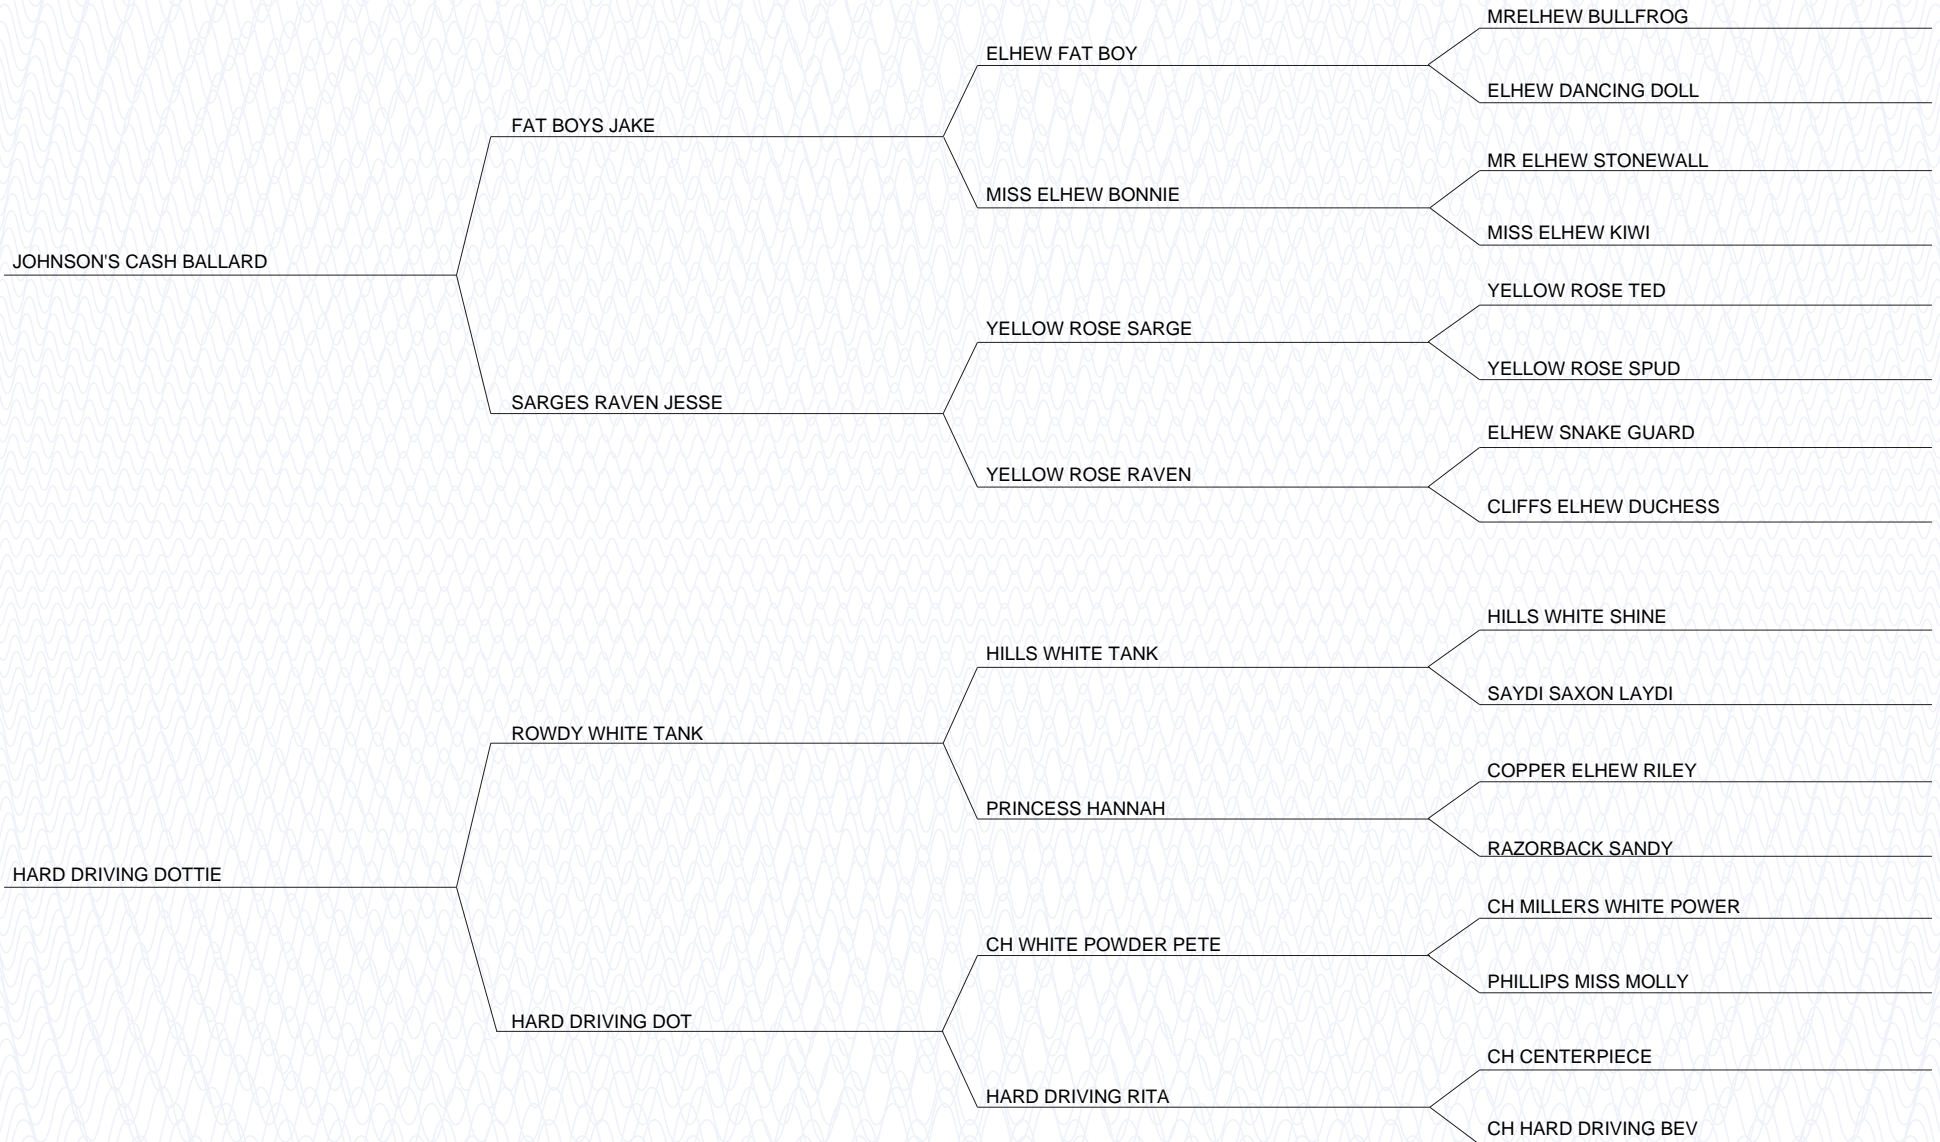 MRELHEW BULLFROG
ELHEW FAT BOY
ELHEW DANCING DOLL
FAT BOYS JAKE
MR ELHEW STONEWALL
MISS ELHEW BONNIE
MISS ELHEW KIWI
JOHNSON'S CASH BALLARD
YELLOW ROSE TED
YELLOW ROSE SARGE
YELLOW ROSE SPUD
SARGES RAVEN JESSE
ELHEW SNAKE GUARD
YELLOW ROSE RAVEN
CLIFFS ELHEW DUCHESS
HILLS WHITE SHINE
HILLS WHITE TANK
SAYDI SAXON LAYDI
ROWDY WHITE TANK
COPPER ELHEW RILEY
PRINCESS HANNAH
RAZORBACK SANDY
HARD DRIVING DOTTIE
CH MILLERS WHITE POWER
CH WHITE POWDER PETE
PHILLIPS MISS MOLLY
HARD DRIVING DOT
CH CENTERPIECE
HARD DRIVING RITA
CH HARD DRIVING BEV